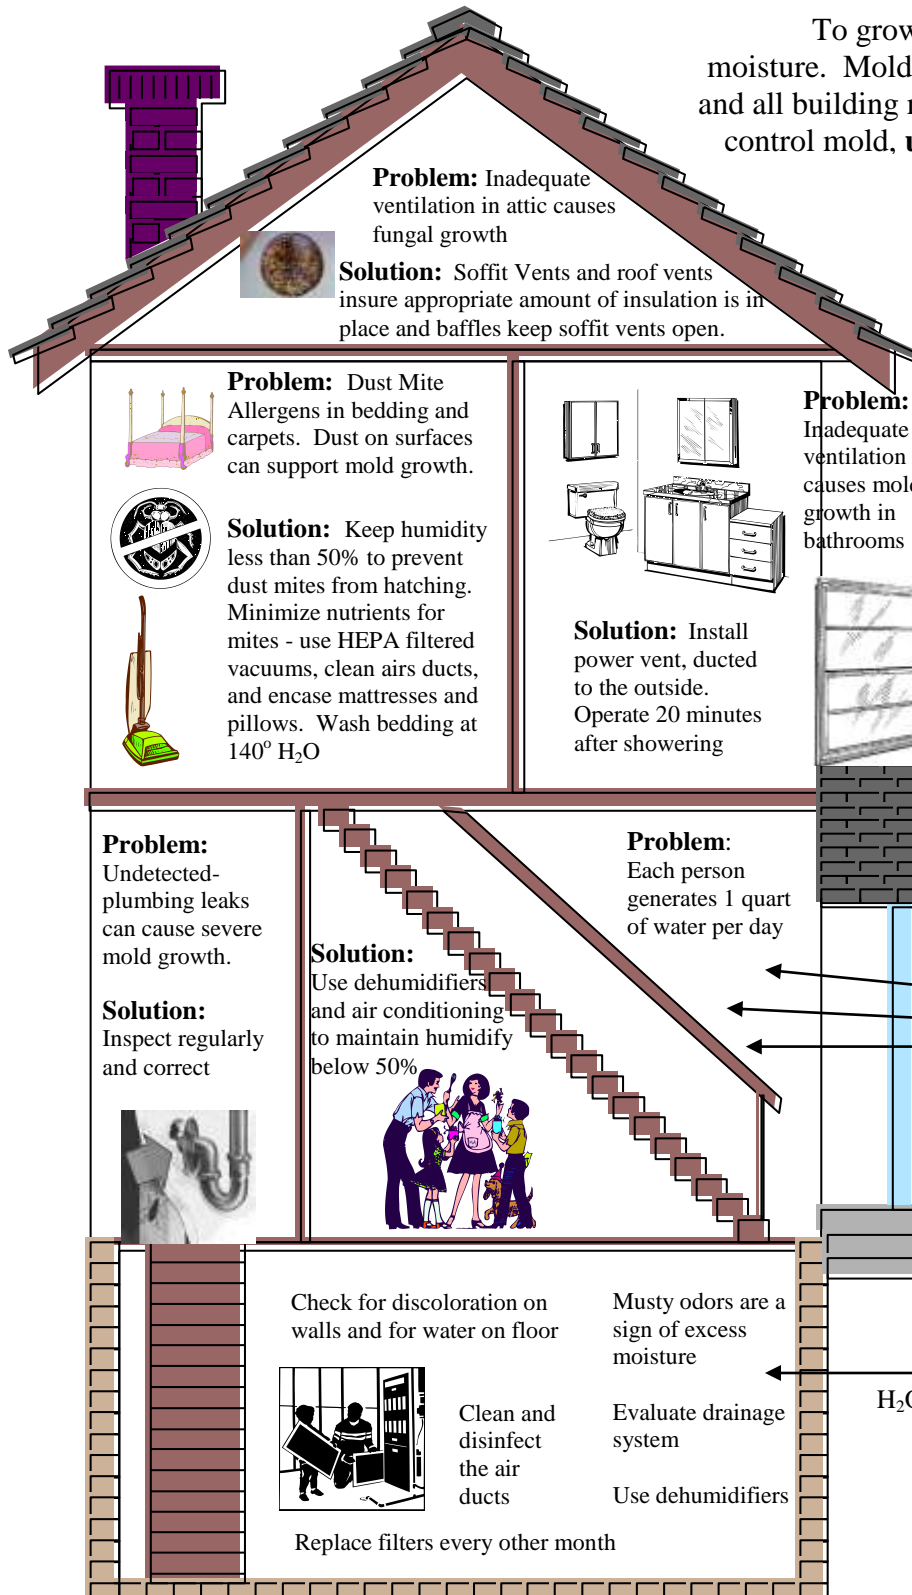 To grow
moisture.  Mold
and all building
control mold,
Problem: Inadequate
ventilation in attic causes
fungal growth
Solution:  Soffit Vents and roof vents
insure appropriate amount of insulation is in
place and baffles keep soffit vents open.
Problem:  Dust Mite
Allergens in bedding and
carpets.  Dust on surfaces
can support mold growth.
Solution:  Keep humidity
less than 50% to prevent
dust mites from hatching.
Minimize nutrients for
mites - use HEPA filtered
vacuums, clean airs ducts,
and encase mattresses and
pillows.  Wash bedding at
140° H₂O
Problem:
Inadequate
ventilation
causes mold
growth in
bathrooms
Solution:  Install
power vent, ducted
to the outside.
Operate 20 minutes
after showering
Problem:
Undetected-
plumbing leaks
can cause severe
mold growth.
Solution:
Inspect regularly
and correct
Solution:
Use dehumidifiers
and air conditioning
to maintain humidify
below 50%
Problem:
Each person
generates 1 quart
of water per day
Check for discoloration on
walls and for water on floor
Clean and
disinfect
the air
ducts
Replace filters every other month
Musty odors are a
sign of excess
moisture
Evaluate drainage
system
Use dehumidifiers
H₂O